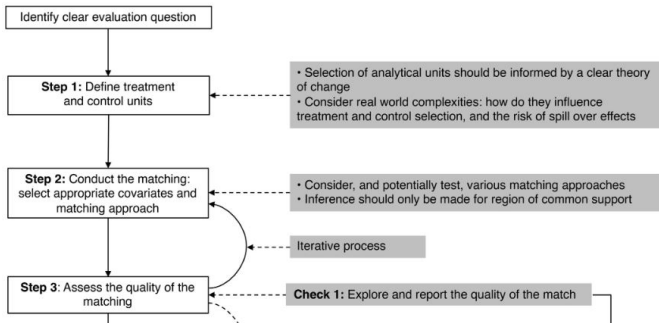 Identify clear evaluation question
Step 1: Define treatment
and control units
• Selection of analytical units should be informed by a clear theory
of change
• Consider real world complexities: how do they influence
treatment and control selection, and the risk of spill over effects
Step 2: Conduct the matching:
select appropriate covariates and
matching approach
• Consider, and potentially test, various matching approaches
• Inference should only be made for region of common support
Iterative process
Step 3: Assess the quality of the
matching
Check 1: Explore and report the quality of the match